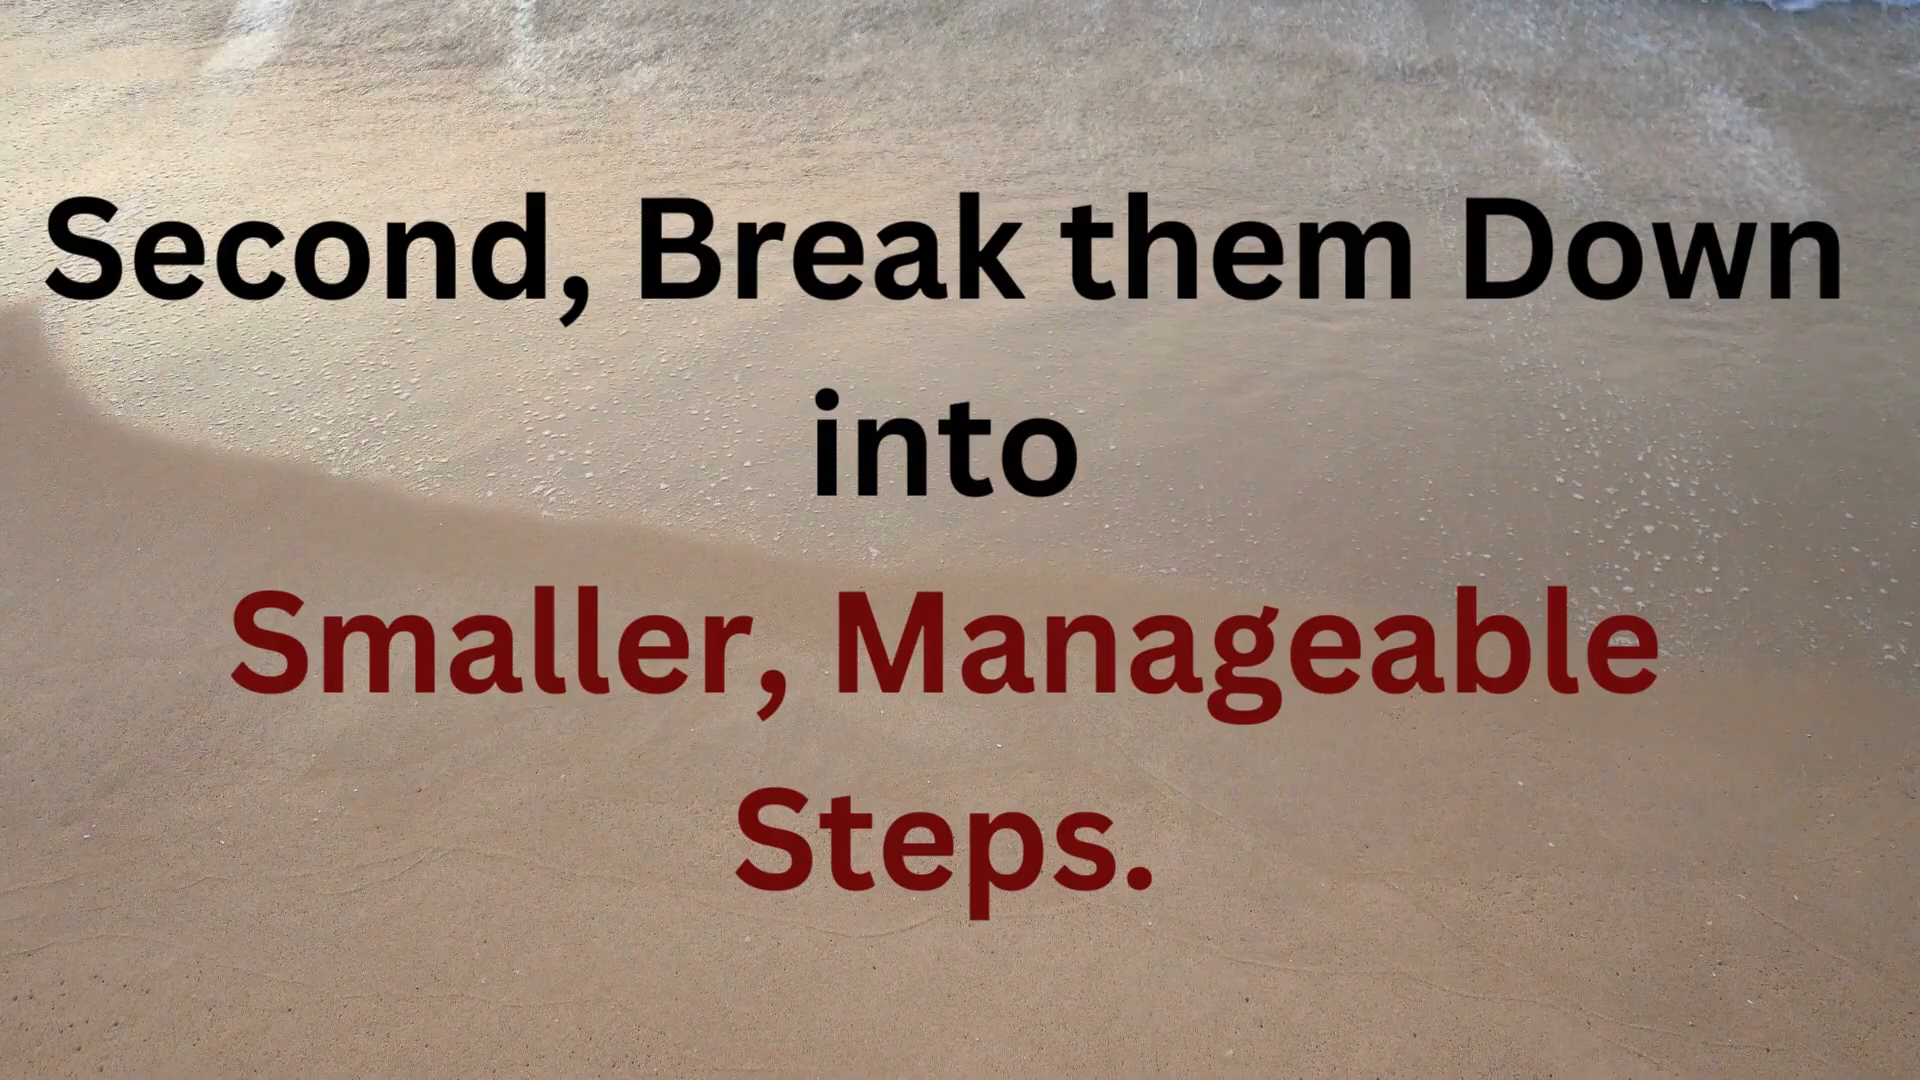 Second, Break them Down
into
Smaller, Manageable
Steps.